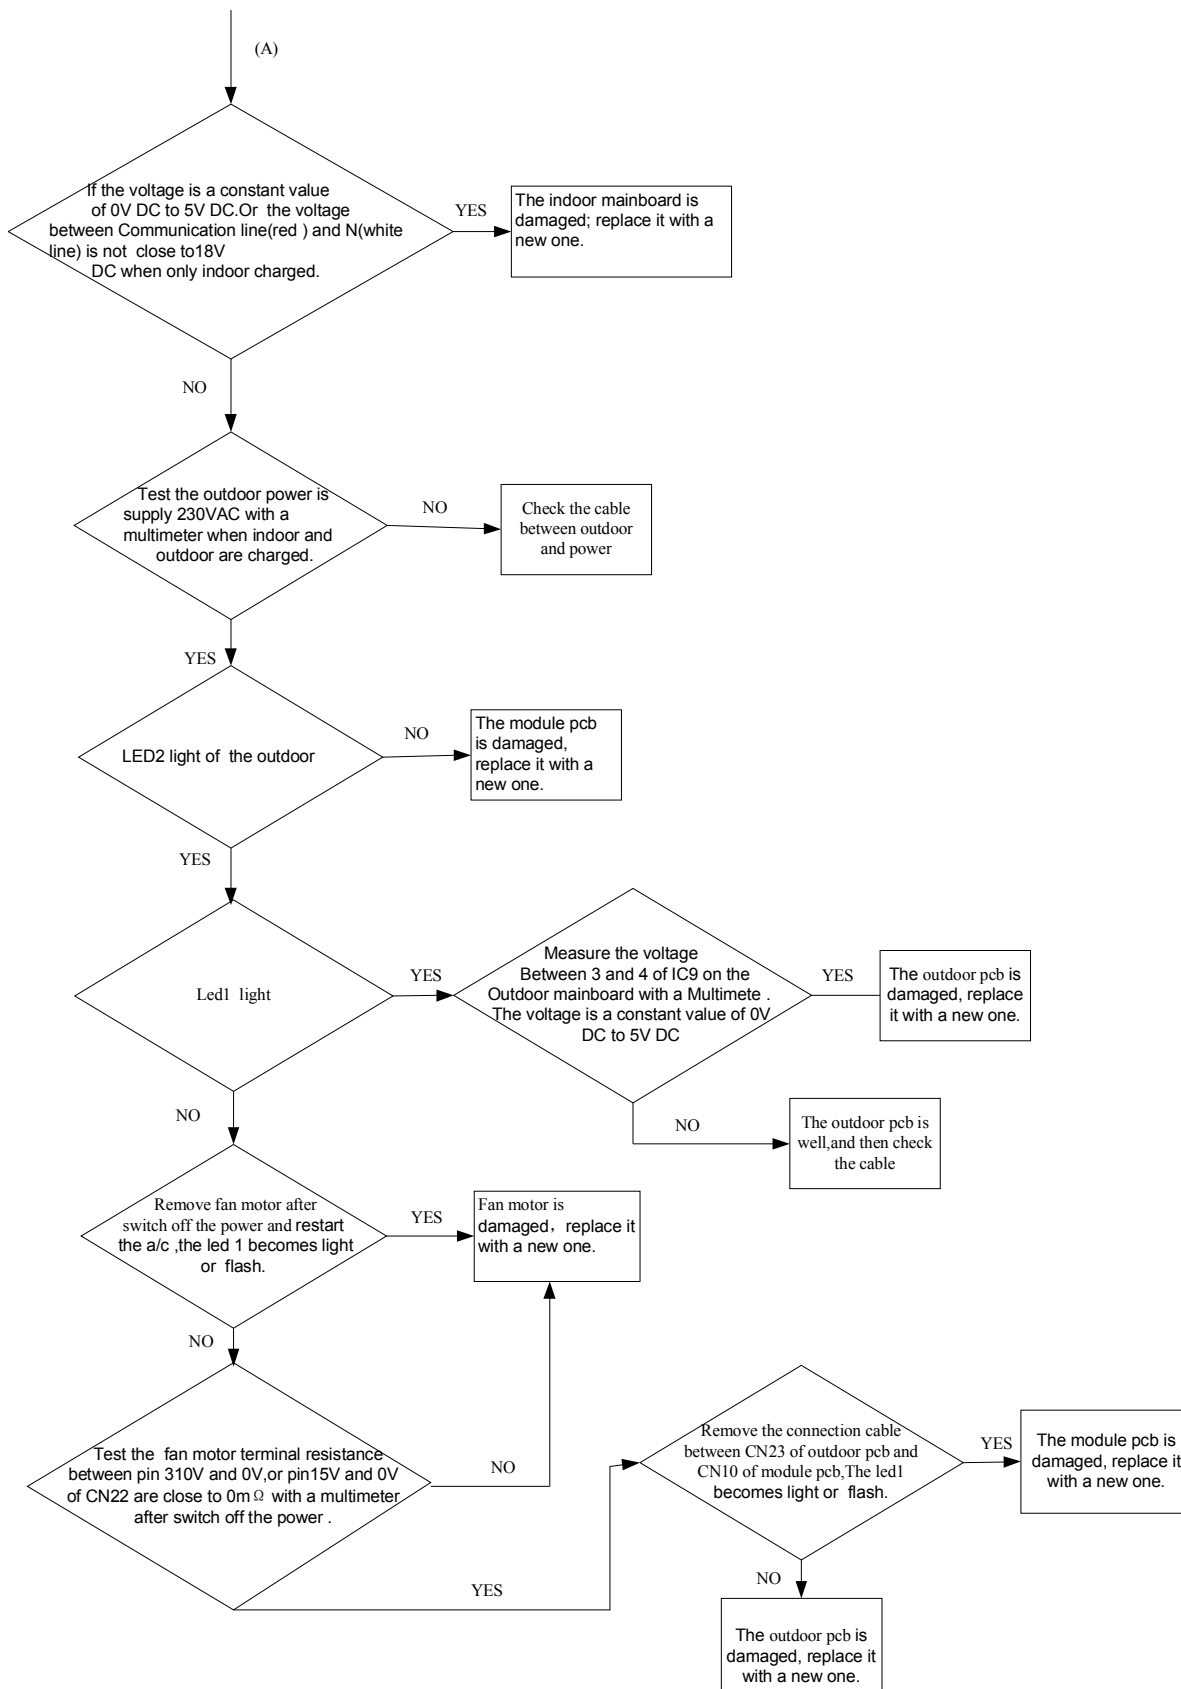 (A)
If the voltage is a constant value
of 0V DC to 5V DC.Or the voltage
between Communication line(red ) and N(white
line) is not close to18V
DC when only indoor charged.
YES
The indoor mainboard is
damaged; replace it with a
new one.
NO
Test the outdoor power is
supply 230VAC with a
multimeter when indoor and
outdoor are charged.
NO
Check the cable
between outdoor
and power
YES
LED2 light of the outdoor
NO
The module pcb
is damaged,
replace it with a
new one.
YES
Led1 light
YES
Measure the voltage
Between 3 and 4 of IC9 on the
Outdoor mainboard with a Multimete .
The voltage is a constant value of 0V
DC to 5V DC
YES
The outdoor pcb is
damaged, replace
it with a new one.
NO
The outdoor pcb is
well,and then check
the cable
NO
Remove fan motor after
switch off the power and restart
the a/c ,the led 1 becomes light
or flash.
YES
Fan motor is
damaged，replace it
with a new one.
NO
Test the fan motor terminal resistance
between pin 310V and 0V,or pin15V and 0V
of CN22 are close to 0mΩ with a multimeter
after switch off the power .
NO
YES
Remove the connection cable
between CN23 of outdoor pcb and
CN10 of module pcb,The led1
becomes light or flash.
YES
The module pcb is
damaged, replace it
with a new one.
NO
The outdoor pcb is
damaged, replace it
with a new one.